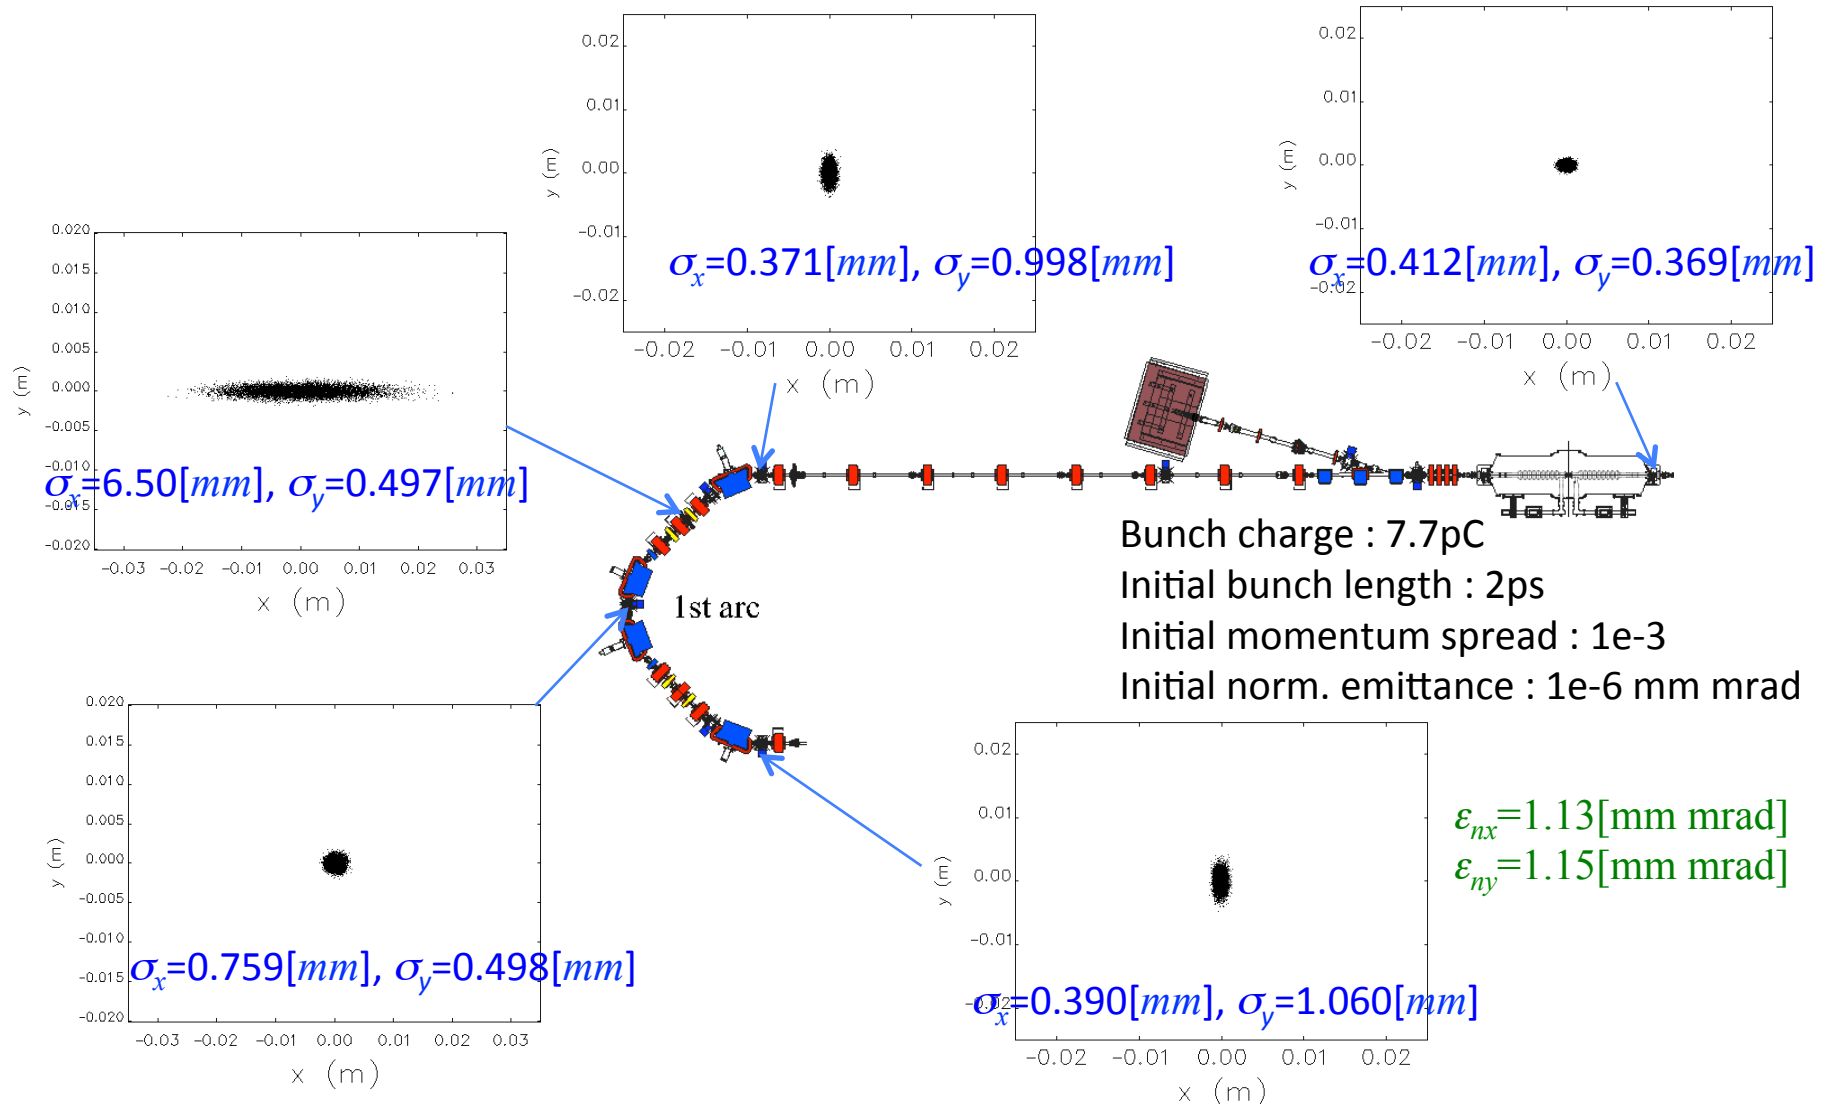 0.02
0.01
0.00
−0.01
−0.02
y (m)
−0.02 −0.01 0.00 0.01 0.02
x (m)
σx=0.371[mm], σy=0.998[mm]
0.02
0.01
0.00
−0.01
−0.02
y (m)
−0.02 −0.01 0.00 0.01 0.02
x (m)
σx=0.412[mm], σy=0.369[mm]
0.020
0.015
0.010
0.005
0.000
−0.005
−0.010
−0.015
−0.020
y (m)
−0.03 −0.02 −0.01 0.00 0.01 0.02 0.03
x (m)
σx=6.50[mm], σy=0.497[mm]
1st arc
Bunch charge : 7.7pC
Initial bunch length : 2ps
Initial momentum spread : 1e-3
Initial norm. emittance : 1e-6 mm mrad
0.020
0.015
0.010
0.005
0.000
−0.005
−0.010
−0.015
−0.020
y (m)
−0.03 −0.02 −0.01 0.00 0.01 0.02 0.03
x (m)
σx=0.759[mm], σy=0.498[mm]
0.02
0.01
0.00
−0.01
−0.02
y (m)
−0.02 −0.01 0.00 0.01 0.02
x (m)
σx=0.390[mm], σy=1.060[mm]
εnx=1.13[mm mrad]
εny=1.15[mm mrad]